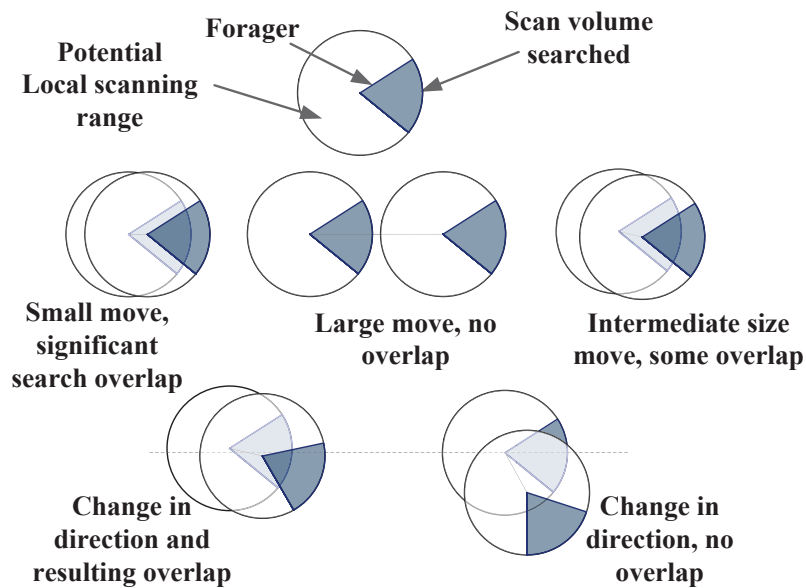 Forager
Scan volume
searched
Potential
Local scanning
range
Small move,
significant
search overlap
Large move, no
overlap
Intermediate size
move, some overlap
Change in
direction and
resulting overlap
Change in
direction, no
overlap